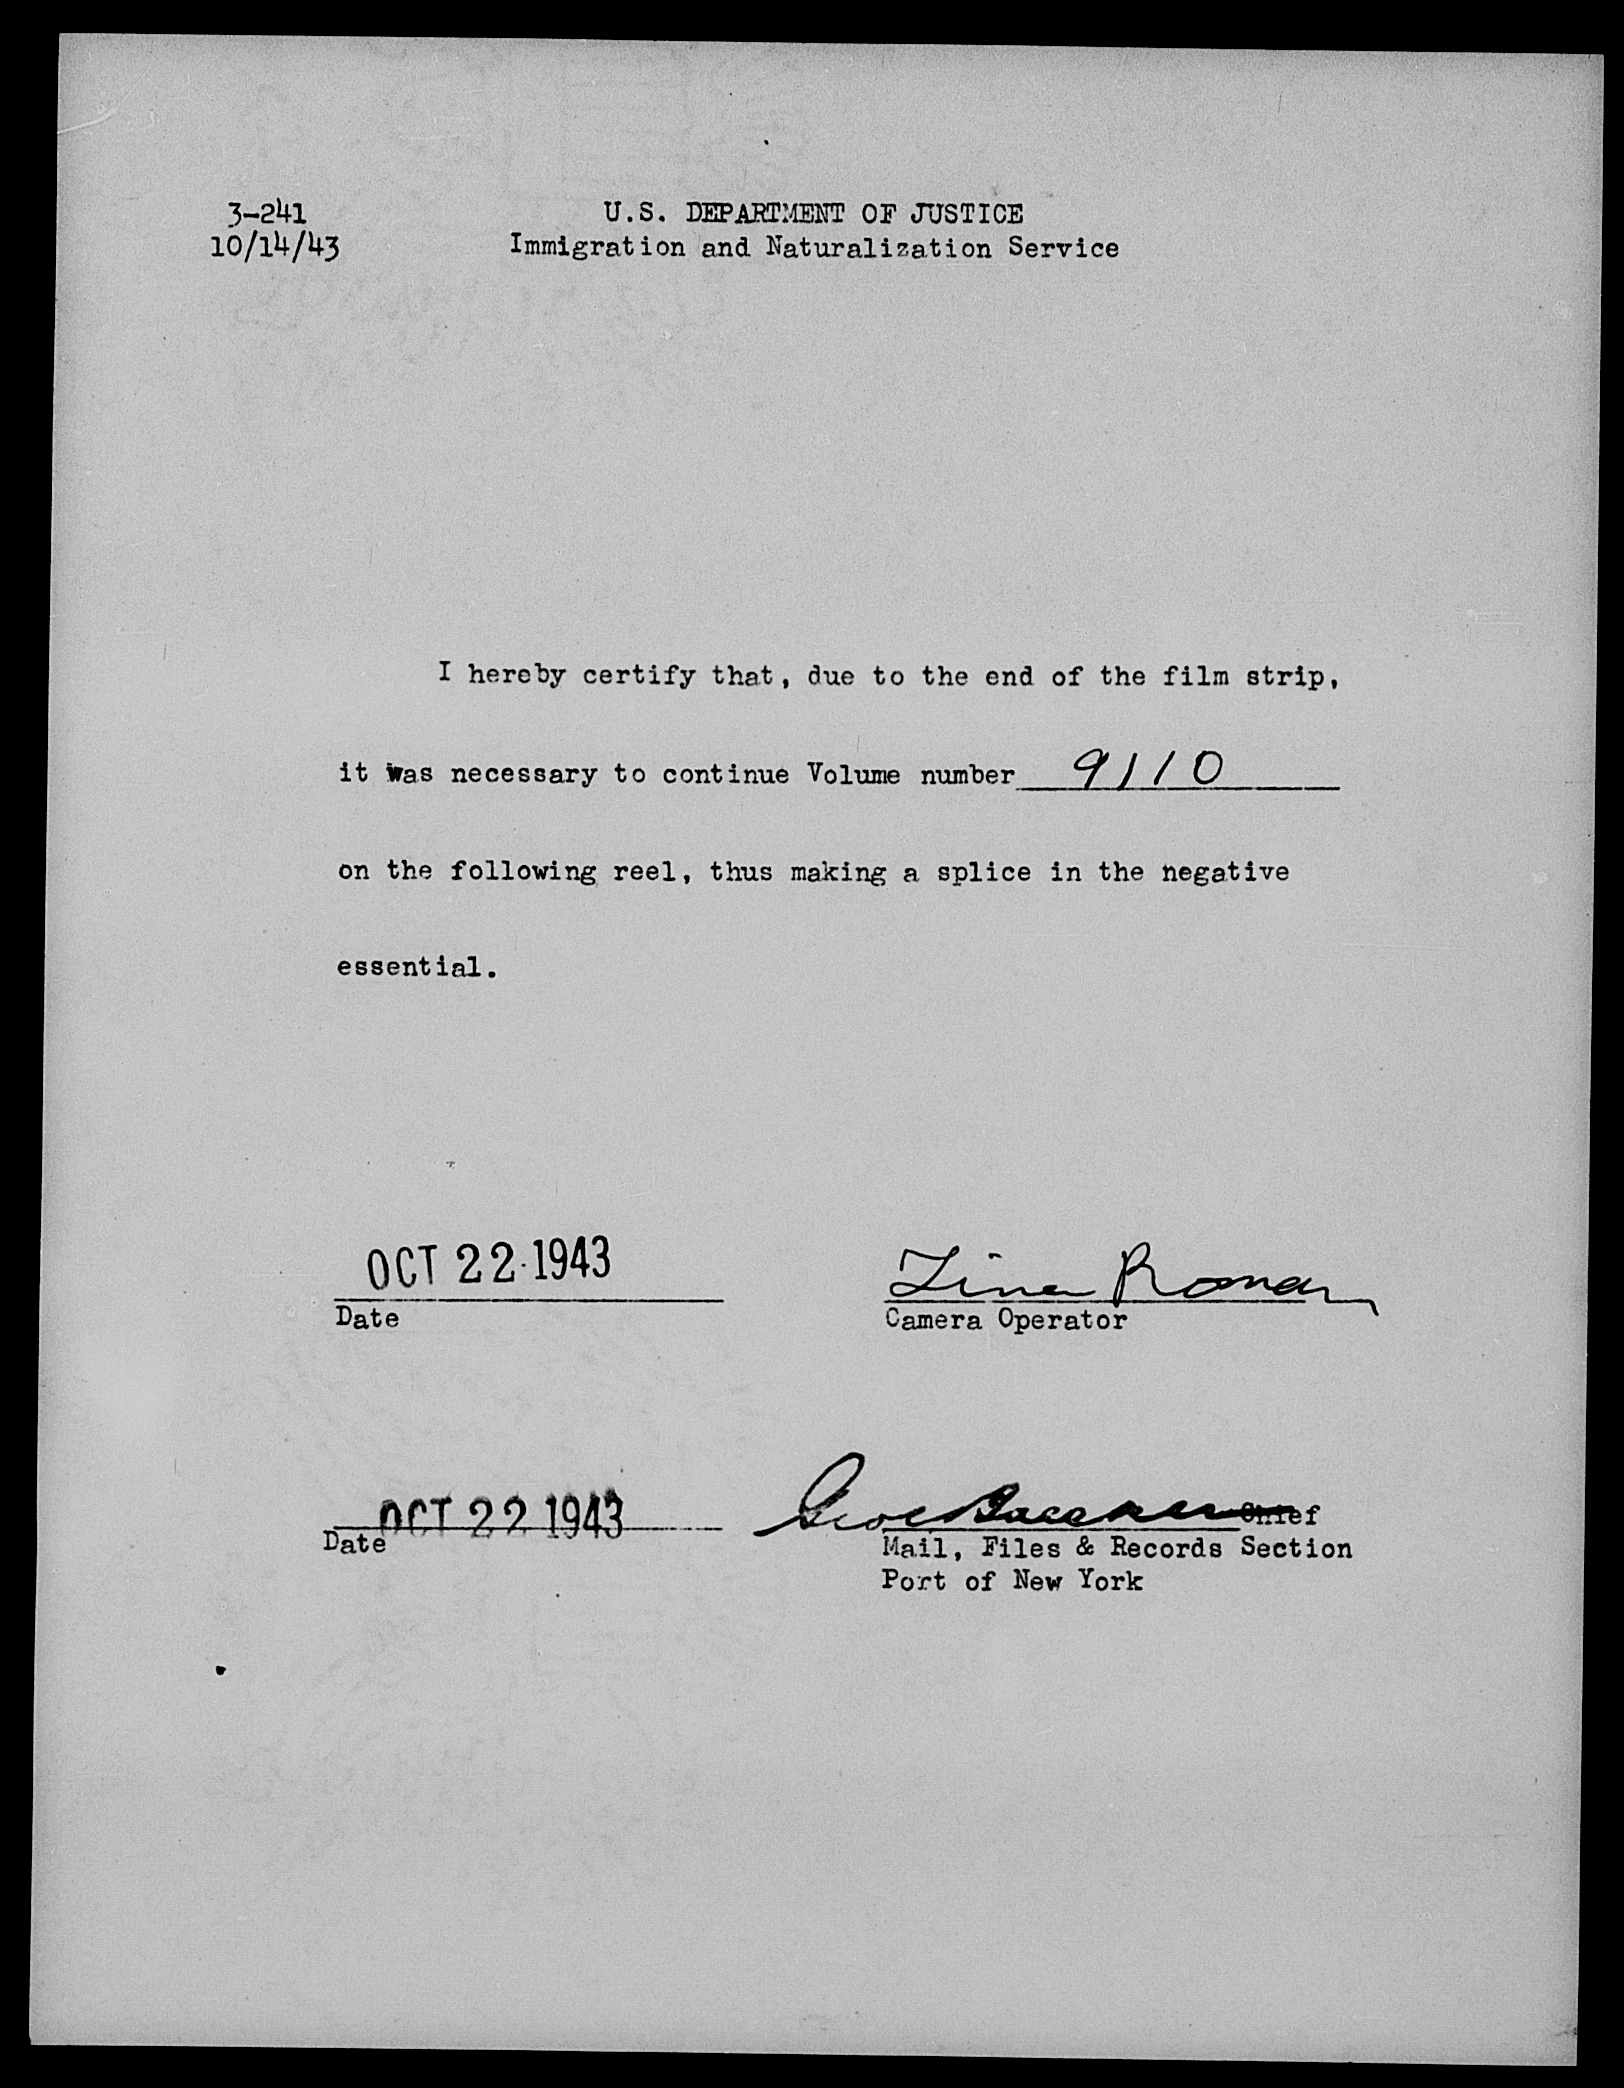 3-241
10/14/43
U.S. DEPARTMENT OF JUSTICE
Immigration and Naturalization Service
I hereby certify that, due to the end of the film strip,
it was necessary to continue Volume number 9110
on the following reel, thus making a splice in the negative
essential.
OCT 22 1943
Date
Roman
Camera Operator
OCT 22 1943
Date
Chief
Mail, Files & Records Section
Port of New York